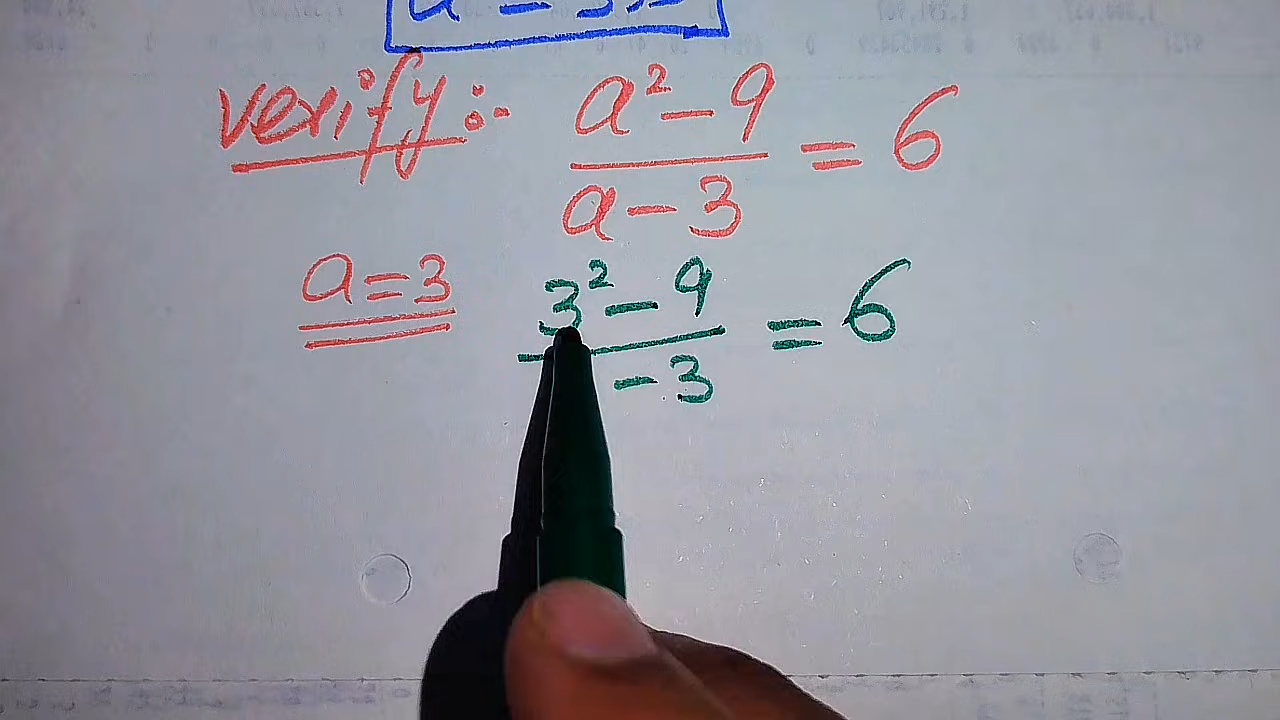 verify :- a² - 9 / a - 3 = 6
a = 3 3² - 9 / - 3 = 6